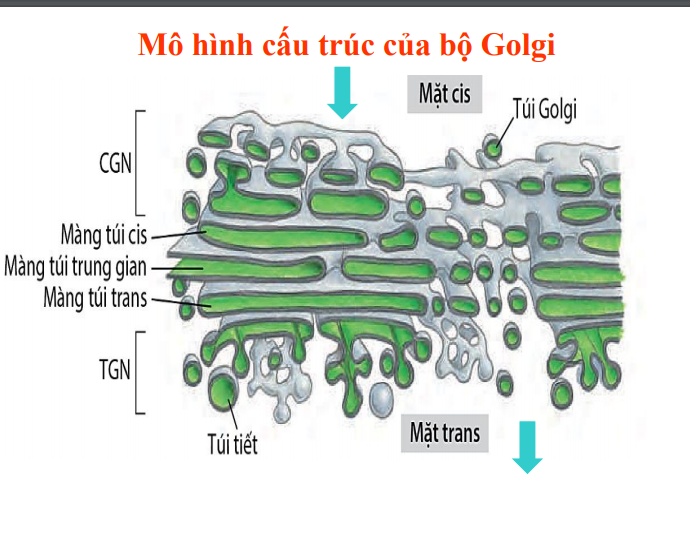 Mô hình cấu trúc của bộ Golgi
Mặt cis
Túi Golgi
CGN
Màng túi cis
Màng túi trung gian
Màng túi trans
TGN
Túi tiết
Mặt trans